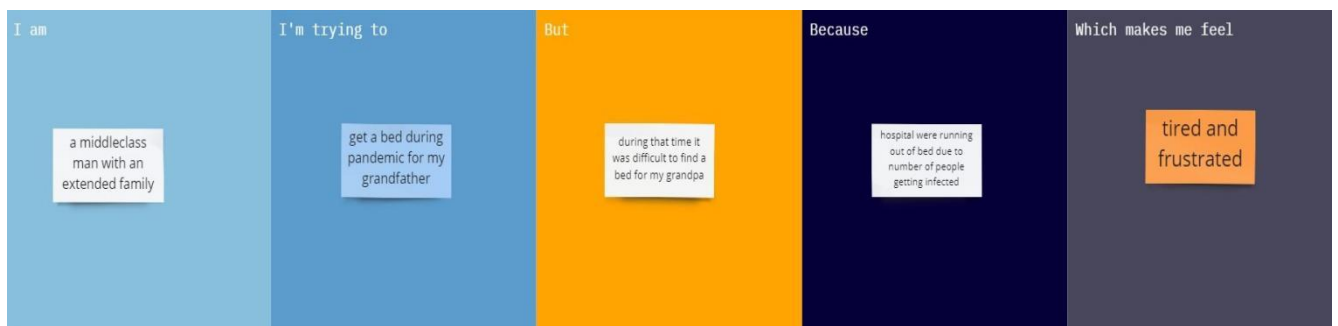 I am
a middleclass
man with an
extended family
I'm trying to
get a bed during
pandemic for my
grandfather
But
during that time it
was difficult to find a
bed for my grandpa
Because
hospital were running
out of bed due to
number of people
getting infected
Which makes me feel
tired and
frustrated